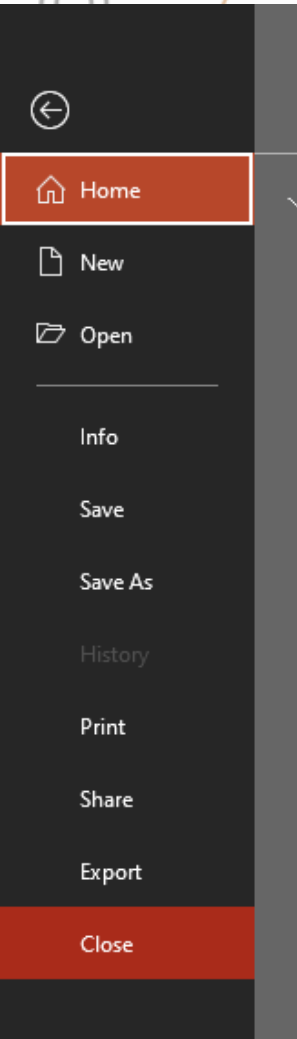 Home
New
Open
Info
Save
Save As
History
Print
Share
Export
Close